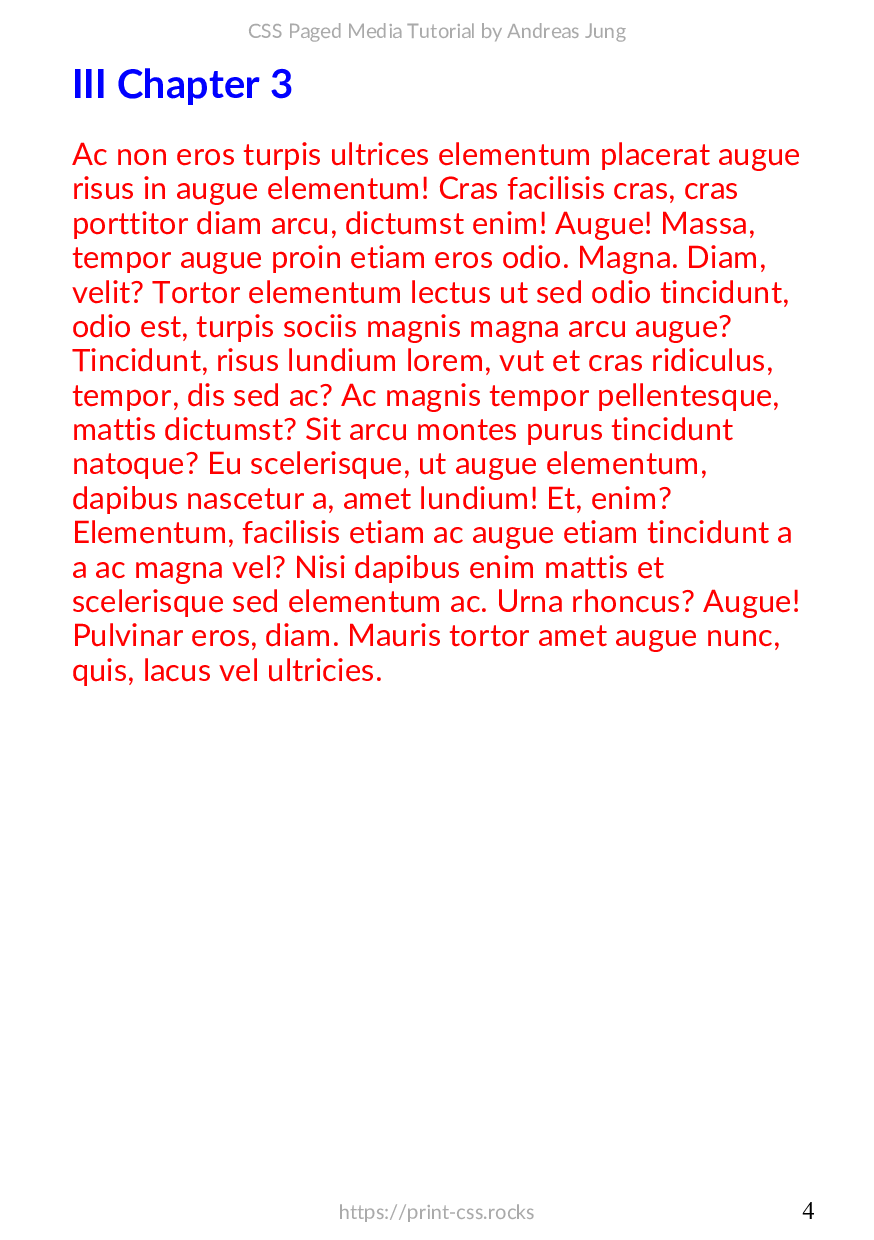 CSS Paged Media Tutorial by Andreas Jung
III Chapter 3
Ac non eros turpis ultrices elementum placerat augue
risus in augue elementum! Cras facilisis cras, cras
porttitor diam arcu, dictumst enim! Augue! Massa,
tempor augue proin etiam eros odio. Magna. Diam,
velit? Tortor elementum lectus ut sed odio tincidunt,
odio est, turpis sociis magnis magna arcu augue?
Tincidunt, risus lundium lorem, vut et cras ridiculus,
tempor, dis sed ac? Ac magnis tempor pellentesque,
mattis dictumst? Sit arcu montes purus tincidunt
natoque? Eu scelerisque, ut augue elementum,
dapibus nascetur a, amet lundium! Et, enim?
Elementum, facilisis etiam ac augue etiam tincidunt a
a ac magna vel? Nisi dapibus enim mattis et
scelerisque sed elementum ac. Urna rhoncus? Augue!
Pulvinar eros, diam. Mauris tortor amet augue nunc,
quis, lacus vel ultricies.
https://print-css.rocks
4